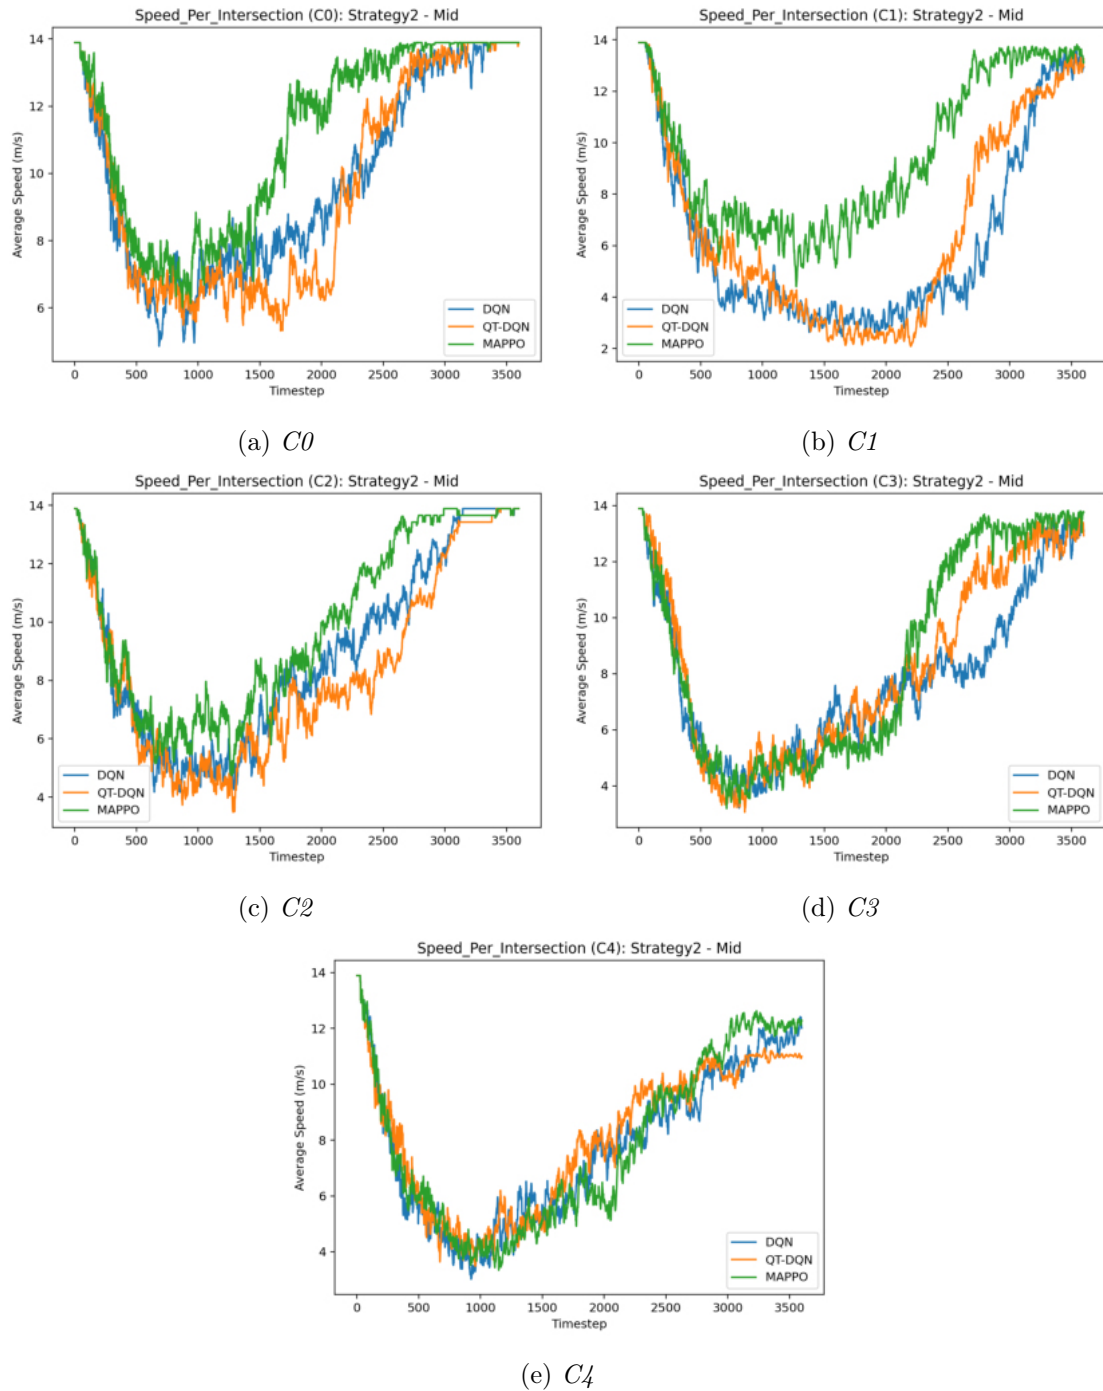 Speed_Per_Intersection (C0): Strategy2 - Mid
14
12
10
8
6
Average Speed (m/s)
DQN
QT-DQN
MAPPO
0 500 1000 1500 2000 2500 3000 3500
Timestep
(a) C0
Speed_Per_Intersection (C1): Strategy2 - Mid
14
12
10
8
6
4
2
Average Speed (m/s)
DQN
QT-DQN
MAPPO
0 500 1000 1500 2000 2500 3000 3500
Timestep
(b) C1
Speed_Per_Intersection (C2): Strategy2 - Mid
14
12
10
8
6
4
Average Speed (m/s)
DQN
QT-DQN
MAPPO
0 500 1000 1500 2000 2500 3000 3500
Timestep
(c) C2
Speed_Per_Intersection (C3): Strategy2 - Mid
14
12
10
8
6
4
Average Speed (m/s)
DQN
QT-DQN
MAPPO
0 500 1000 1500 2000 2500 3000 3500
Timestep
(d) C3
Speed_Per_Intersection (C4): Strategy2 - Mid
14
12
10
8
6
4
Average Speed (m/s)
DQN
QT-DQN
MAPPO
0 500 1000 1500 2000 2500 3000 3500
Timestep
(e) C4